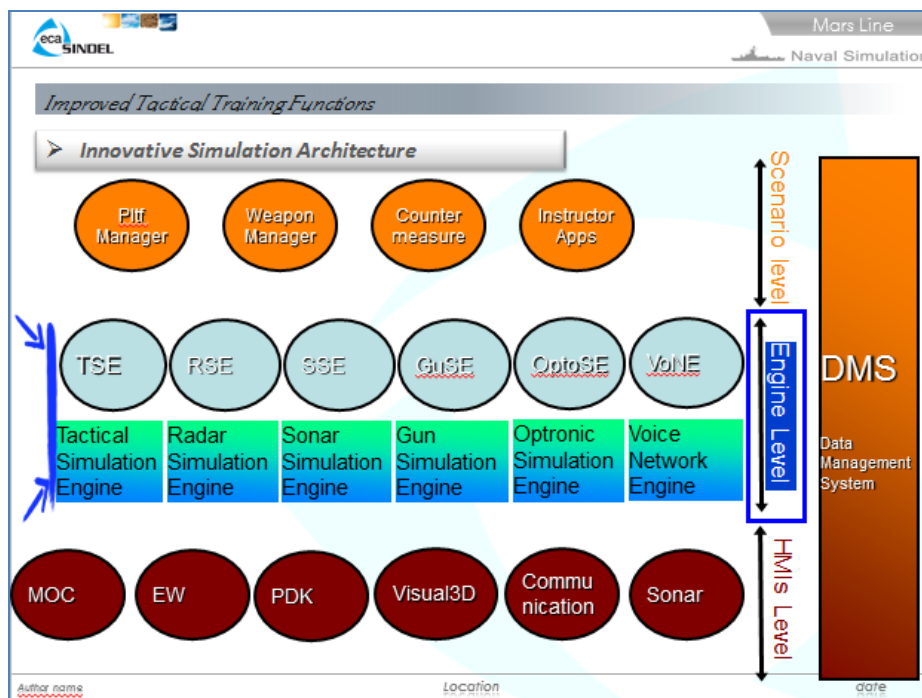 eca
SINDEL
Mars Line
Naval Simulation
Improved Tactical Training Functions
Innovative Simulation Architecture
Pltf
Manager
Weapon
Manager
Counter
measure
Instructor
Apps
Scenario level
TSE
RSE
SSE
GuSE
OptoSE
VoNE
Engine Level
Tactical
Simulation
Engine
Radar
Simulation
Engine
Sonar
Simulation
Engine
Gun
Simulation
Engine
Optronic
Simulation
Engine
Voice
Network
Engine
DMS
Data
Management
System
MOC
EW
PDK
Visual3D
Commu
nication
Sonar
HMIs Level
Author name
Location
date